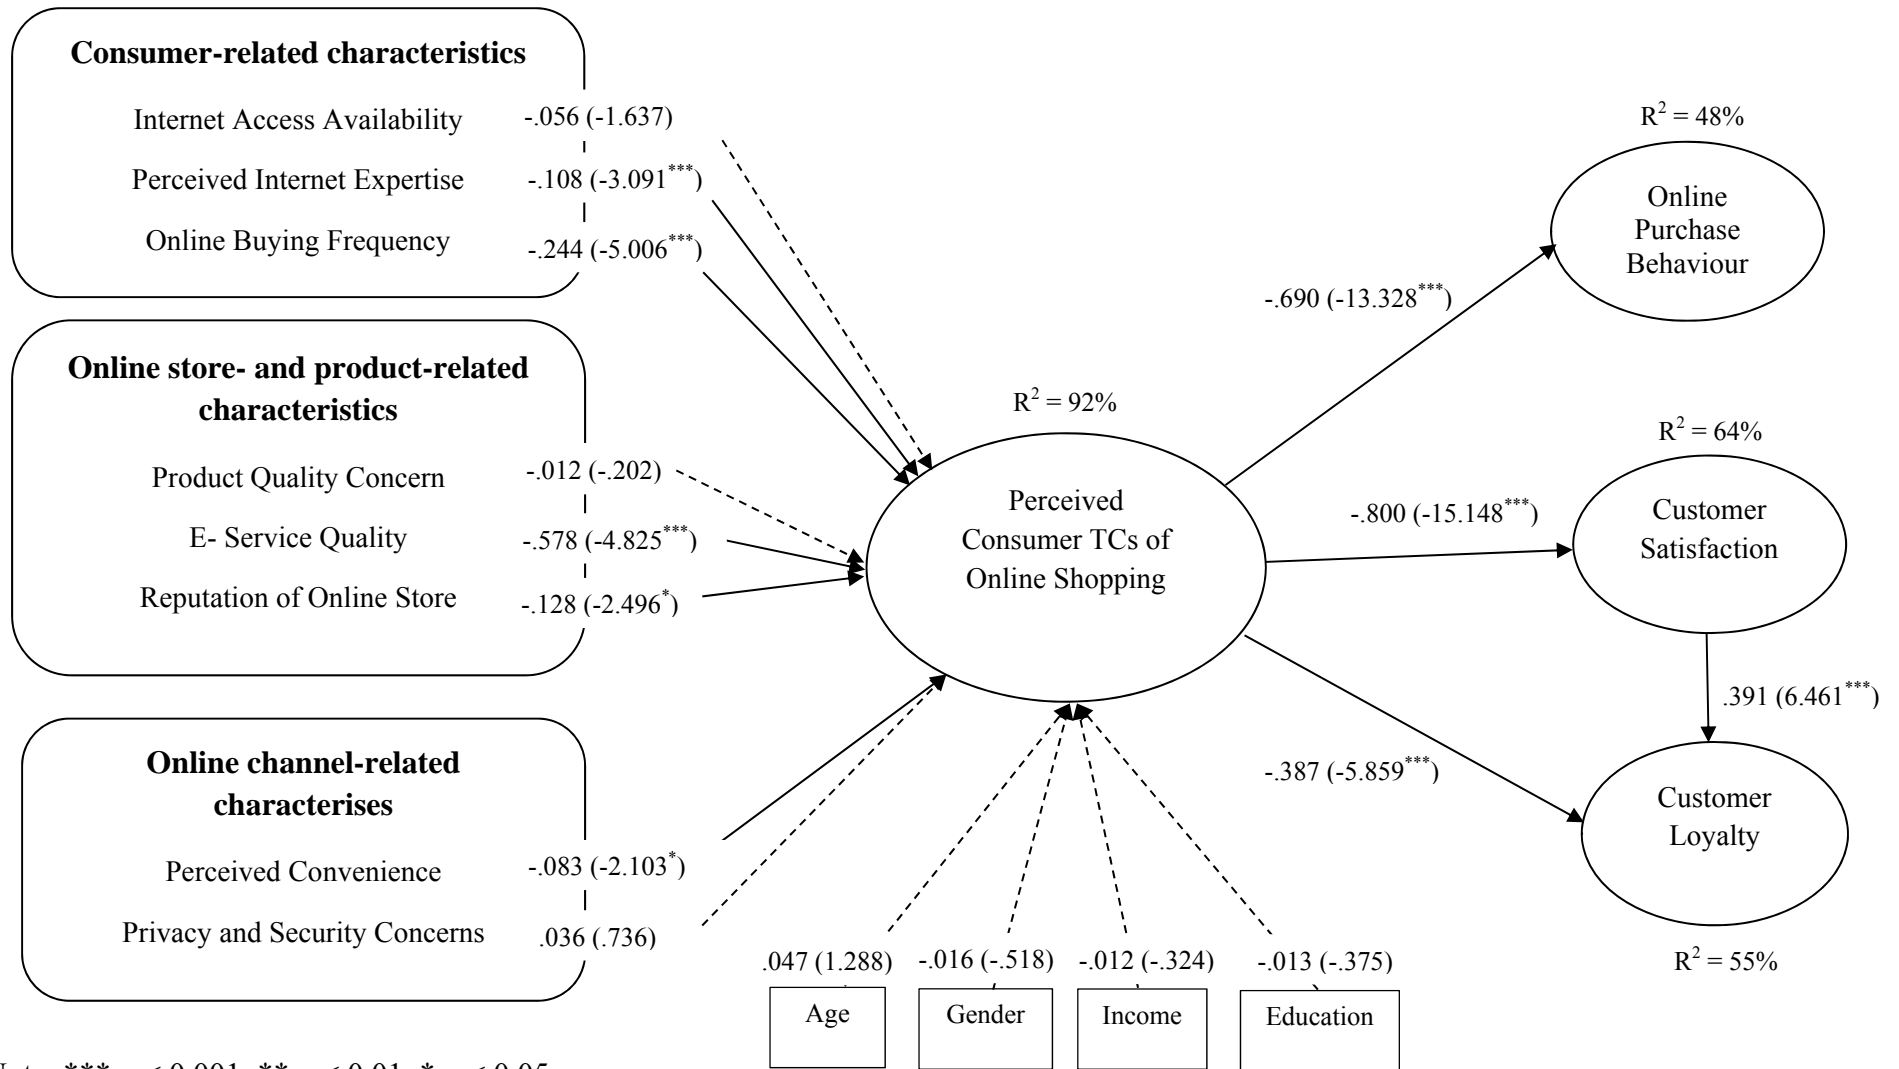 Consumer-related characteristics
Internet Access Availability -.056 (-1.637)
Perceived Internet Expertise -.108 (-3.091***)
Online Buying Frequency -.244 (-5.006***)
Online store- and product-related
characteristics
Product Quality Concern -.012 (-.202)
E- Service Quality -.578 (-4.825***)
Reputation of Online Store -.128 (-2.496*)
Online channel-related
characterises
Perceived Convenience -.083 (-2.103*)
Privacy and Security Concerns .036 (.736)
R² = 92%
Perceived
Consumer TCs of
Online Shopping
.047 (1.288) -.016 (-.518) -.012 (-.324) -.013 (-.375)
Age Gender Income Education
-.690 (-13.328***)
-.800 (-15.148***)
-.387 (-5.859***)
R² = 48%
Online
Purchase
Behaviour
R² = 64%
Customer
Satisfaction
.391 (6.461***)
Customer
Loyalty
R² = 55%